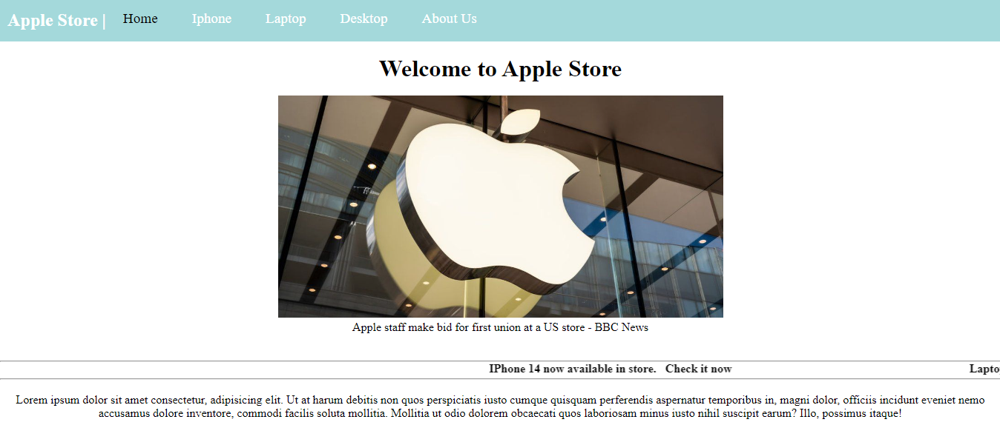 Apple Store | Home Iphone Laptop Desktop About Us
Welcome to Apple Store
Apple staff make bid for first union at a US store - BBC News
IPhone 14 now available in store. Check it now
Lorem ipsum dolor sit amet consectetur, adipisicing elit. Ut at harum debitis non quos perspiciatis iusto cumque quisquam perferendis aspernatur temporibus in, magni dolor, officiis incidunt eveniet nemo
accusamus dolore inventore, commodi facilis soluta mollitia. Mollitia ut odio dolorem obcaecati quos laboriosam minus iusto nihil suscipit earum? Illo, possimus itaque!